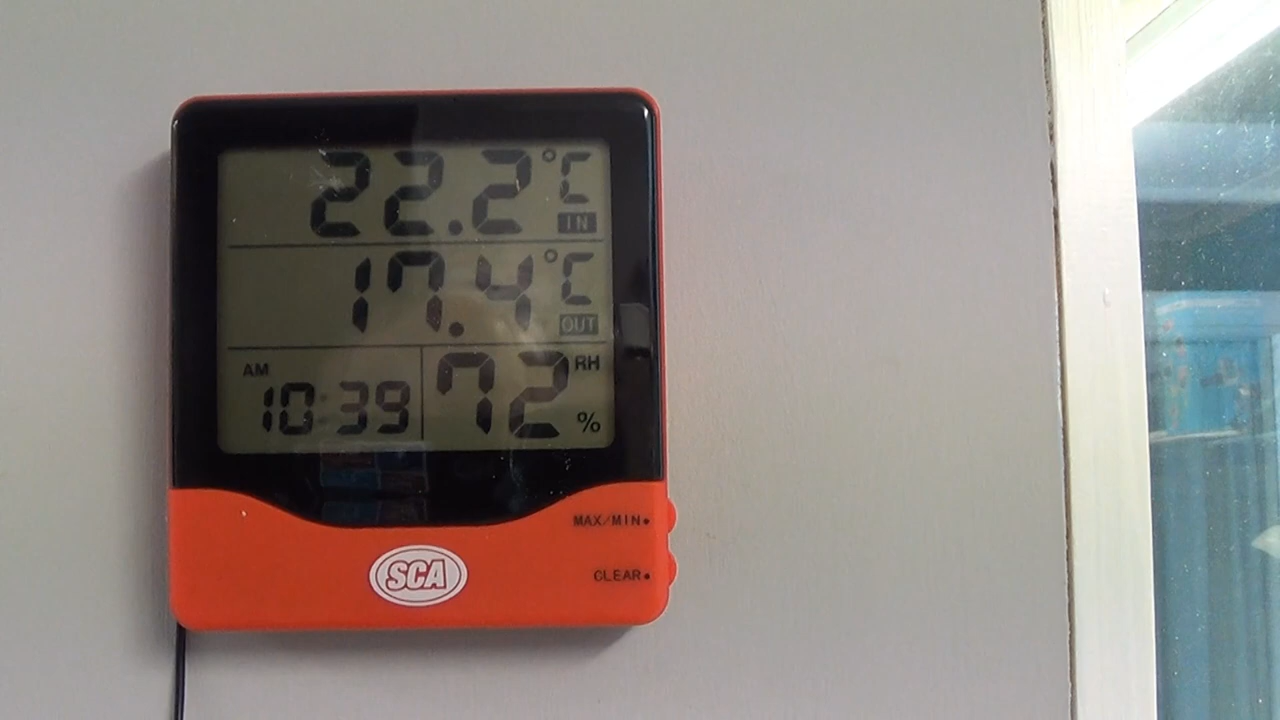 22.2°C
IN
17.4°C
OUT
AM
10:39
72
RH
%
MAX/MIN
CLEAR
SCA